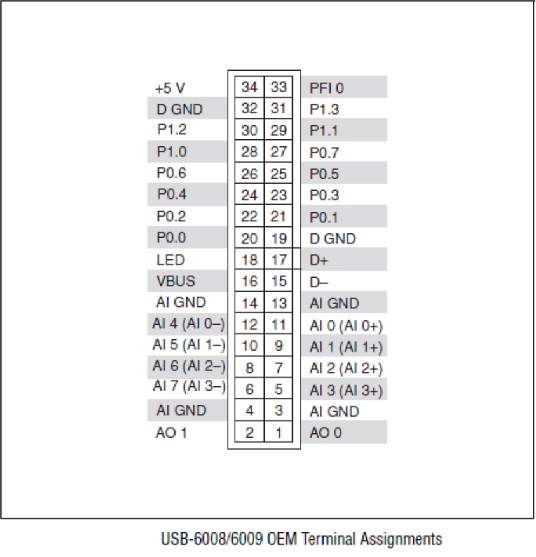 +5 V 34 33 PFI 0
D GND 32 31 P1.3
P1.2 30 29 P1.1
P1.0 28 27 P0.7
P0.6 26 25 P0.5
P0.4 24 23 P0.3
P0.2 22 21 P0.1
P0.0 20 19 D GND
LED 18 17 D+
VBUS 16 15 D–
AI GND 14 13 AI GND
AI 4 (AI 0–) 12 11 AI 0 (AI 0+)
AI 5 (AI 1–) 10 9 AI 1 (AI 1+)
AI 6 (AI 2–) 8 7 AI 2 (AI 2+)
AI 7 (AI 3–) 6 5 AI 3 (AI 3+)
AI GND 4 3 AI GND
AO 1 2 1 AO 0
USB-6008/6009 OEM Terminal Assignments